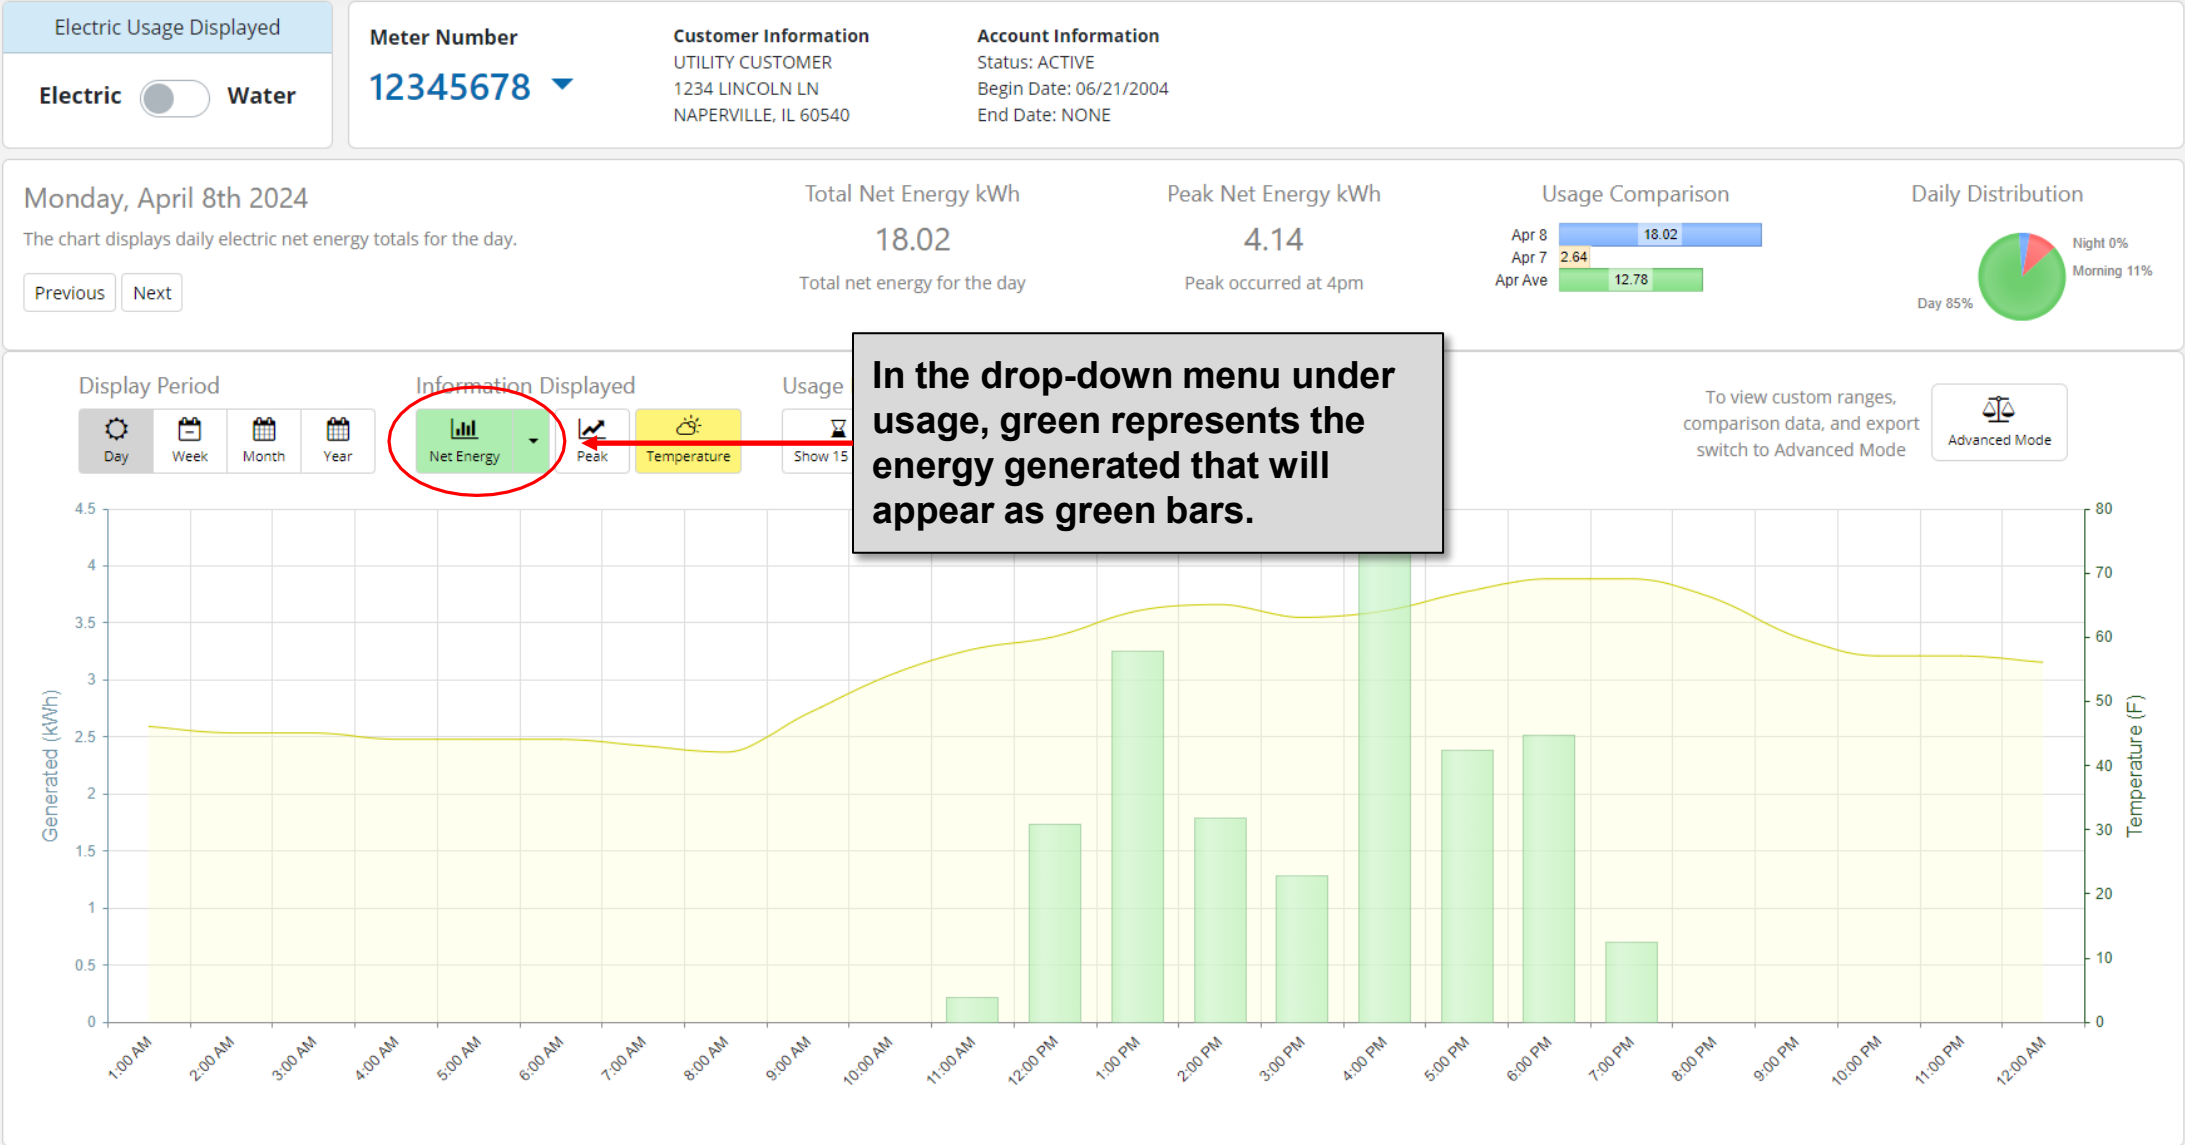 Electric Usage Displayed
Electric
Water
Meter Number
12345678
Customer Information
UTILITY CUSTOMER
1234 LINCOLN LN
NAPERVILLE, IL 60540
Account Information
Status: ACTIVE
Begin Date: 06/21/2004
End Date: NONE
Monday, April 8th 2024
The chart displays daily electric net energy totals for the day.
Previous
Next
Total Net Energy kWh
18.02
Total net energy for the day
Peak Net Energy kWh
4.14
Peak occurred at 4pm
Usage Comparison
Apr 8 18.02
Apr 7 2.64
Apr Ave 12.78
Daily Distribution
Night 0%
Morning 11%
Day 85%
Display Period
Day
Week
Month
Year
Information Displayed
Net Energy
Peak
Temperature
Usage
Show 15
In the drop-down menu under
usage, green represents the
energy generated that will
appear as green bars.
To view custom ranges,
comparison data, and export
switch to Advanced Mode
Advanced Mode
Generated (kWh)
4.5
4
3.5
3
2.5
2
1.5
1
0.5
0
80
70
60
50
40
30
20
10
0
Temperature (F)
1:00 AM
2:00 AM
3:00 AM
4:00 AM
5:00 AM
6:00 AM
7:00 AM
8:00 AM
9:00 AM
10:00 AM
11:00 AM
12:00 PM
1:00 PM
2:00 PM
3:00 PM
4:00 PM
5:00 PM
6:00 PM
7:00 PM
8:00 PM
9:00 PM
10:00 PM
11:00 PM
12:00 AM